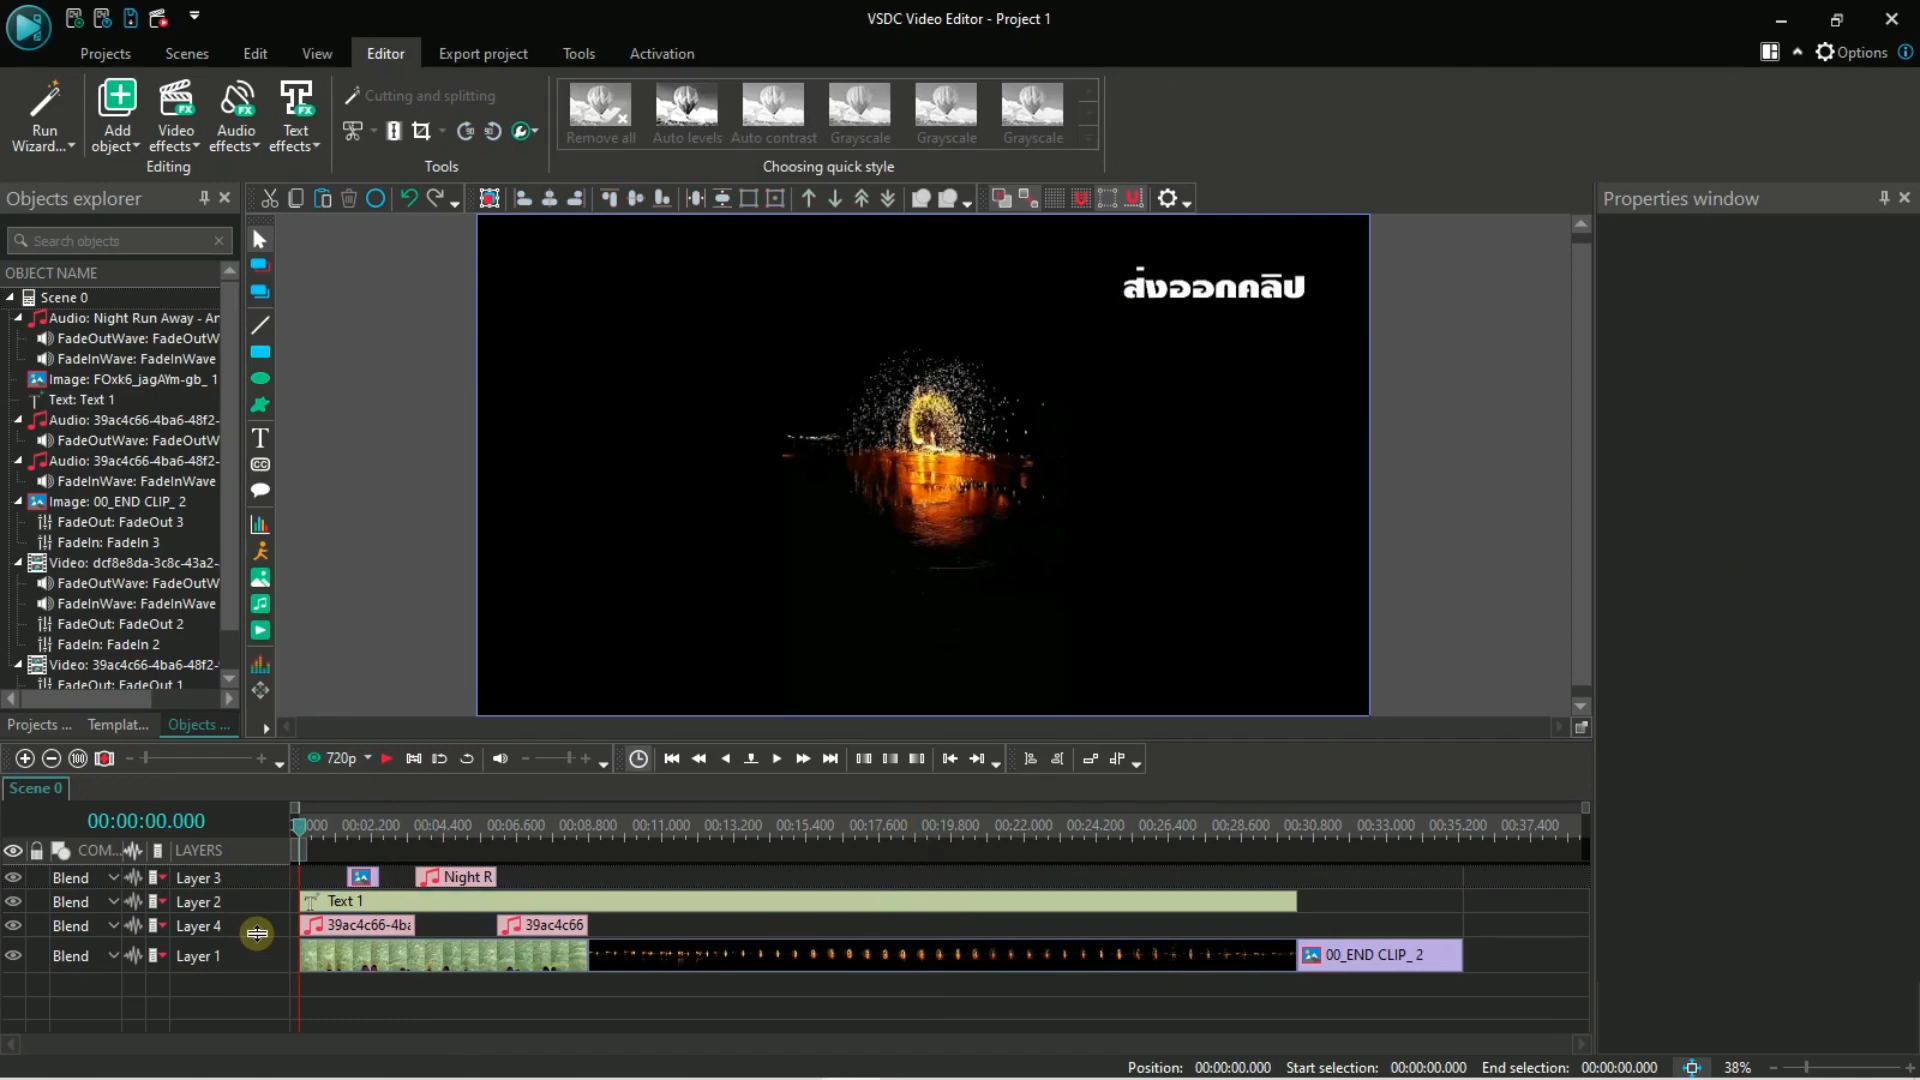 VSDC Video Editor - Project 1
Projects Scenes Edit View Editor Export project Tools Activation Options
Run Wizard... Add object Video effects Audio effects Text effects
Editing
Cutting and splitting
Tools
Remove all Auto levels Auto contrast Grayscale Grayscale Grayscale
Choosing quick style
Objects explorer
Properties window
Search objects
OBJECT NAME
Scene 0
Audio: Night Run Away - Ar
FadeOutWave: FadeOutW
FadeInWave: FadeInWave
Image: FOxk6_jagAYm-gb_ 1
Text: Text 1
Audio: 39ac4c66-4ba6-48f2-
FadeOutWave: FadeOutW
Audio: 39ac4c66-4ba6-48f2-
FadeInWave: FadeInWave
Image: 00_END CLIP_ 2
FadeOut: FadeOut 3
FadeIn: FadeIn 3
Video: dcf8e8da-3c8c-43a2-
FadeOutWave: FadeOutW
FadeInWave: FadeInWave
FadeOut: FadeOut 2
FadeIn: FadeIn 2
Video: 39ac4c66-4ba6-48f2-
FadeOut: FadeOut 1
ส่งออกคลิป
Projects ... Templat... Objects ...
720p
Scene 0
00:00:00.000
000 00:02.200 00:04.400 00:06.600 00:08.800 00:11.000 00:13.200 00:15.400 00:17.600 00:19.800 00:22.000 00:24.200 00:26.400 00:28.600 00:30.800 00:33.000 00:35.200 00:37.400
COM... LAYERS
Blend Layer 3 Night R
Blend Layer 2 Text 1
Blend Layer 4 39ac4c66-4ba 39ac4c66
Blend Layer 1 00_END CLIP_ 2
Position: 00:00:00.000 Start selection: 00:00:00.000 End selection: 00:00:00.000 38%